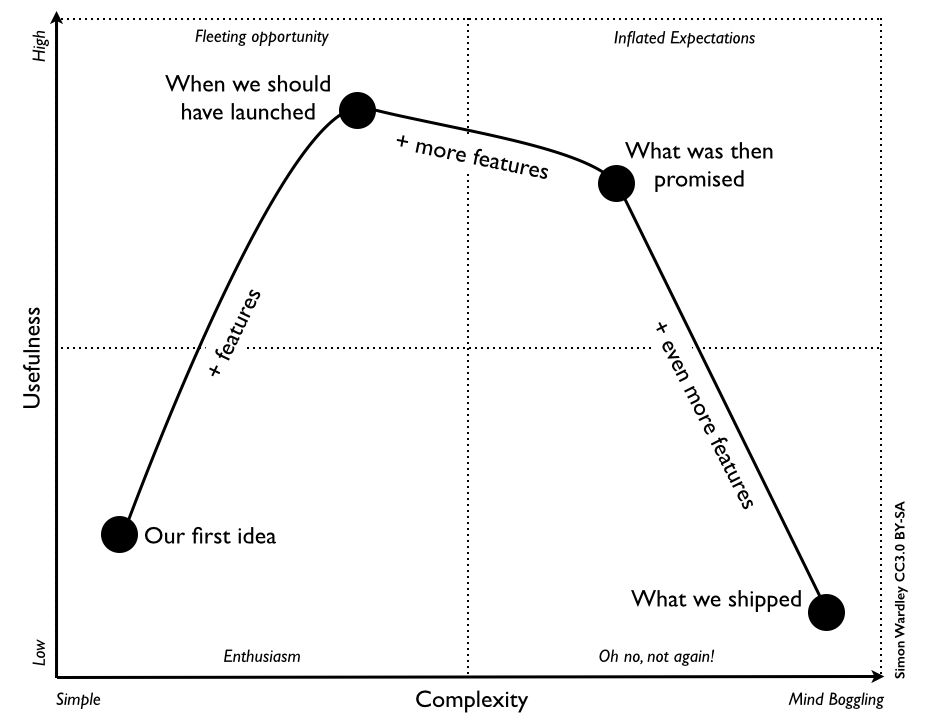 High
Fleeting opportunity
Inflated Expectations
When we should
have launched
+ more features
What was then
promised
+ features
Usefulness
+ even more features
Our first idea
What we shipped
Simon Wardley CC3.0 BY-SA
Low
Enthusiasm
Oh no, not again!
Simple
Complexity
Mind Boggling